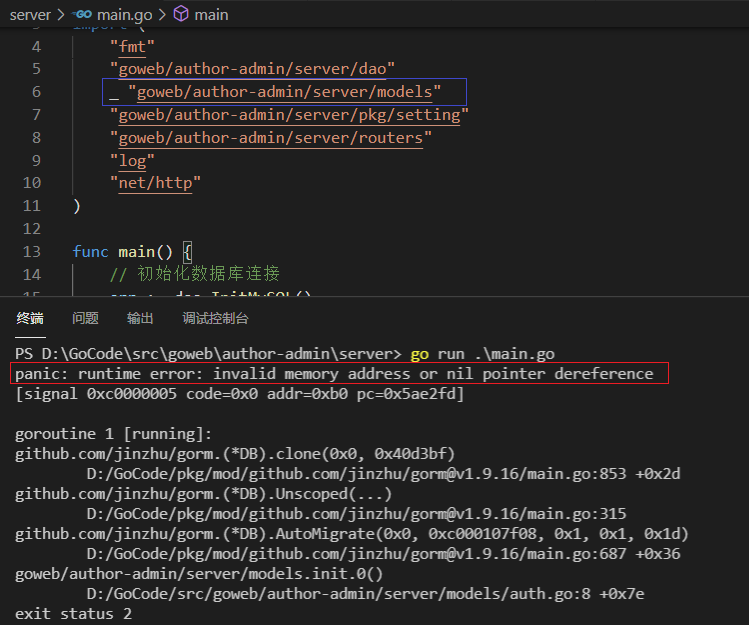 server > GO main.go > main
3 import (
4 "fmt"
5 "goweb/author-admin/server/dao"
6 _ "goweb/author-admin/server/models"
7 "goweb/author-admin/server/pkg/setting"
8 "goweb/author-admin/server/routers"
9 "log"
10 "net/http"
11 )
12
13 func main() {
14 // 初始化数据库连接
15 err := dao.InitMySQL()
终端 问题 输出 调试控制台
PS D:\GoCode\src\goweb\author-admin\server> go run .\main.go
panic: runtime error: invalid memory address or nil pointer dereference
[signal 0xc0000005 code=0x0 addr=0xb0 pc=0x5ae2fd]
goroutine 1 [running]:
github.com/jinzhu/gorm.(*DB).clone(0x0, 0x40d3bf)
D:/GoCode/pkg/mod/github.com/jinzhu/gorm@v1.9.16/main.go:853 +0x2d
github.com/jinzhu/gorm.(*DB).Unscoped(...)
D:/GoCode/pkg/mod/github.com/jinzhu/gorm@v1.9.16/main.go:315
github.com/jinzhu/gorm.(*DB).AutoMigrate(0x0, 0xc000107f08, 0x1, 0x1, 0x1d)
D:/GoCode/pkg/mod/github.com/jinzhu/gorm@v1.9.16/main.go:687 +0x36
goweb/author-admin/server/models.init.0()
D:/GoCode/src/goweb/author-admin/server/models/auth.go:8 +0x7e
exit status 2